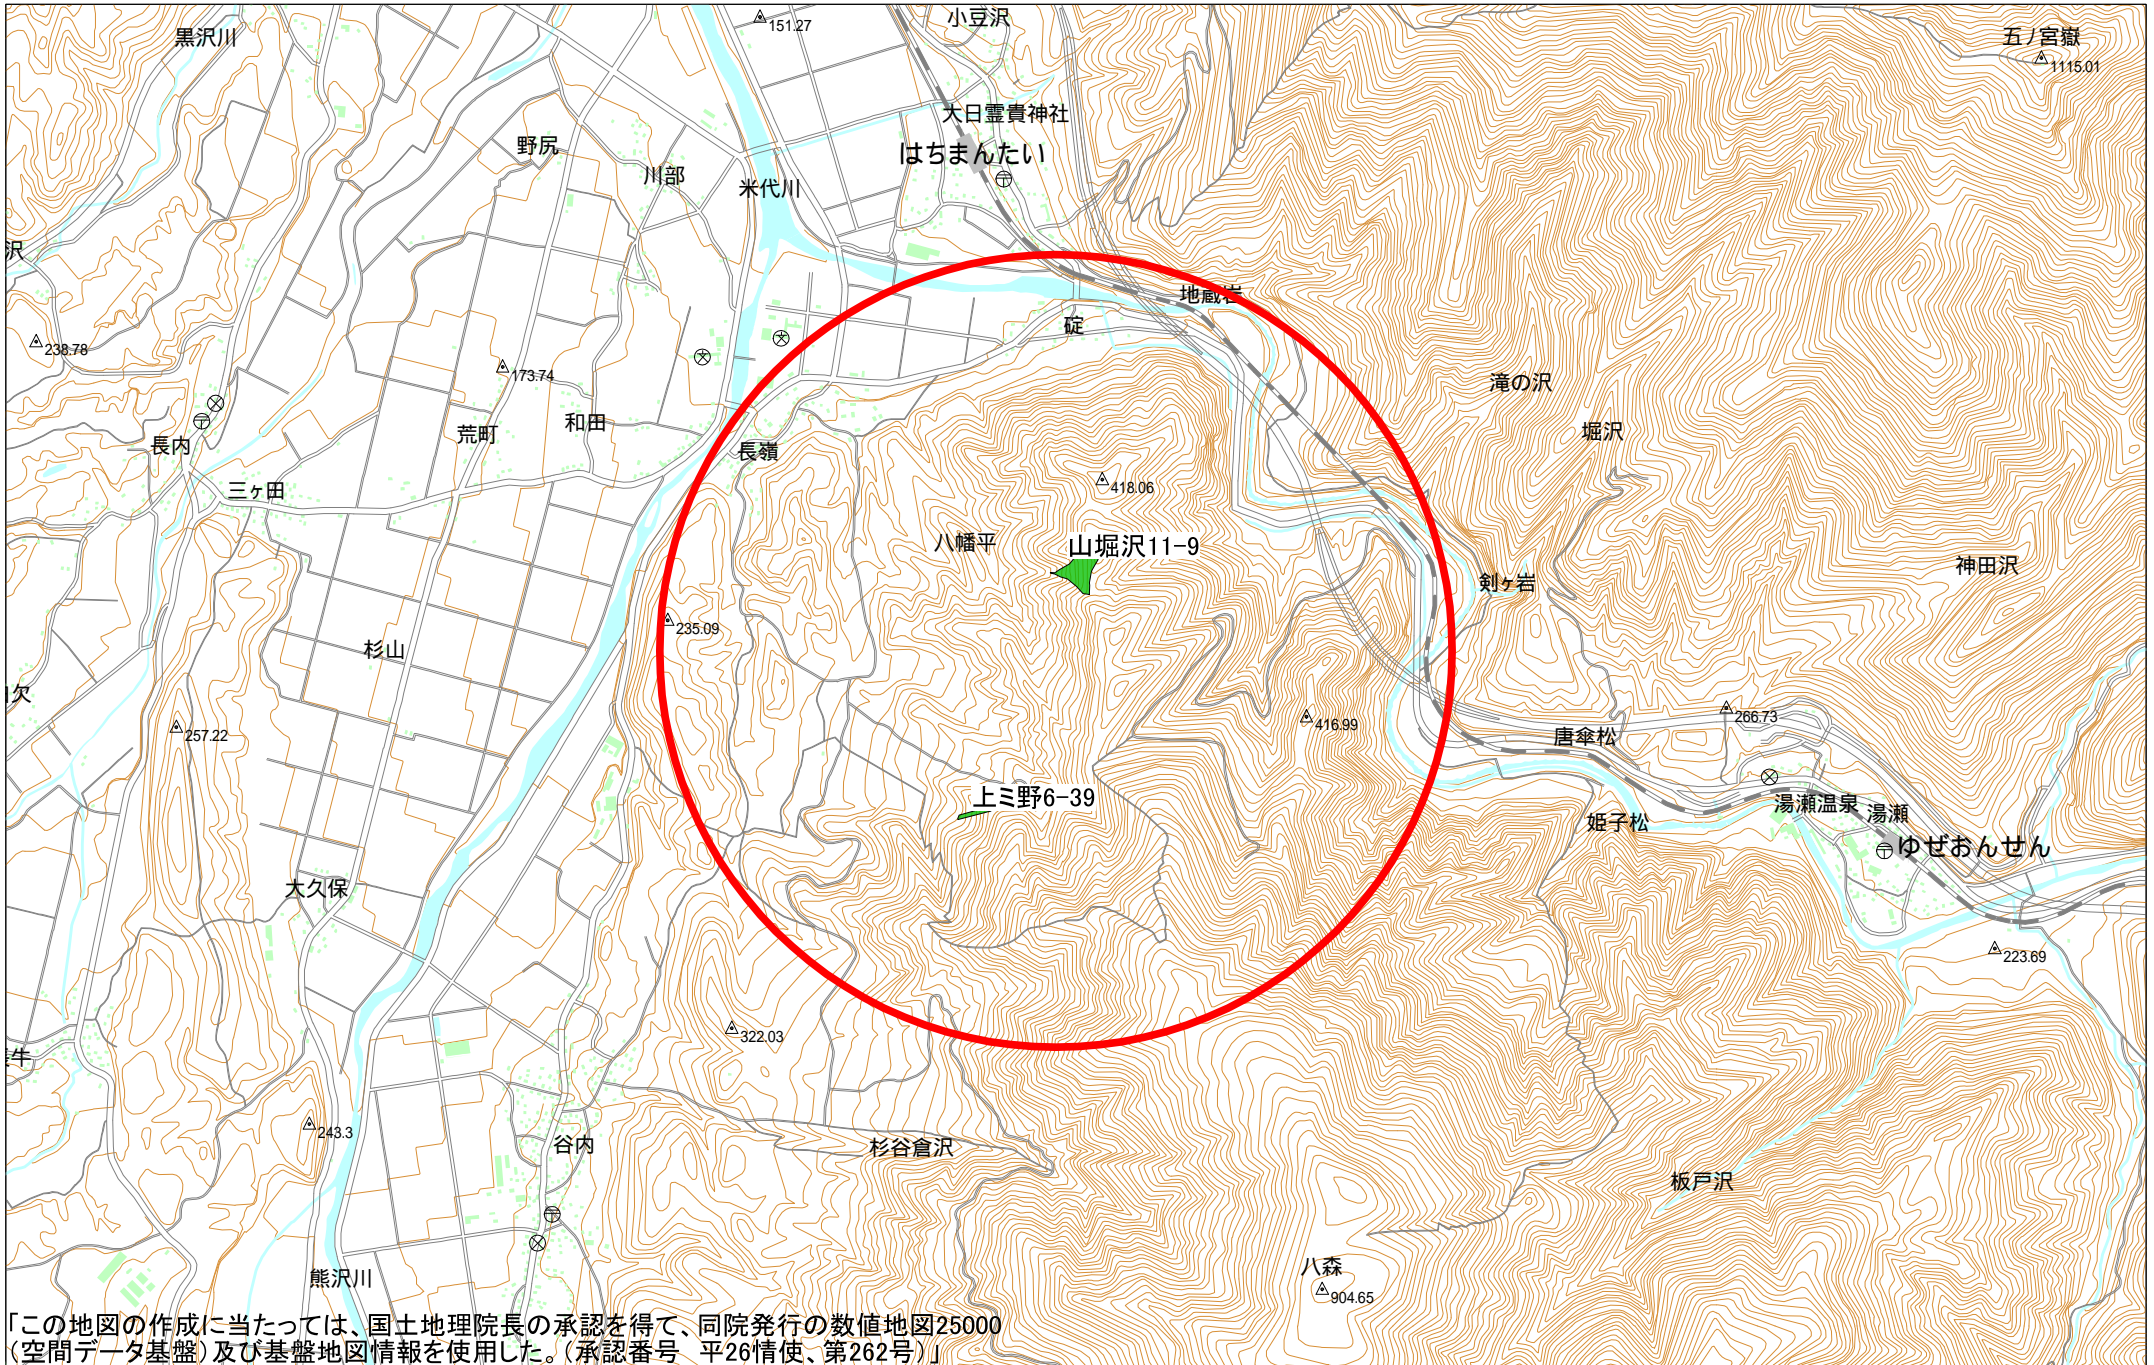 151.27
小豆沢
黒沢川
五ノ宮嶽
1115.01
大日霊貴神社
野尻
はちまんたい
川部
米代川
沢
地蔵岩
碇
238.78
173.74
滝の沢
和田
荒町
堀沢
長内
長嶺
三ヶ田
418.06
八幡平
山堀沢11-9
神田沢
剣ヶ岩
235.09
杉山
欠
257.22
416.99
266.73
唐傘松
上ミ野6-39
湯瀬温泉
湯瀬
姫子松
ゆぜおんせん
大久保
223.69
322.03
牛
243.3
谷内
杉谷倉沢
板戸沢
八森
904.65
熊沢川
「この地図の作成に当たっては、国土地理院長の承認を得て、同院発行の数値地図25000
（空間データ基盤）及び基盤地図情報を使用した。（承認番号　平26情使、第262号）」